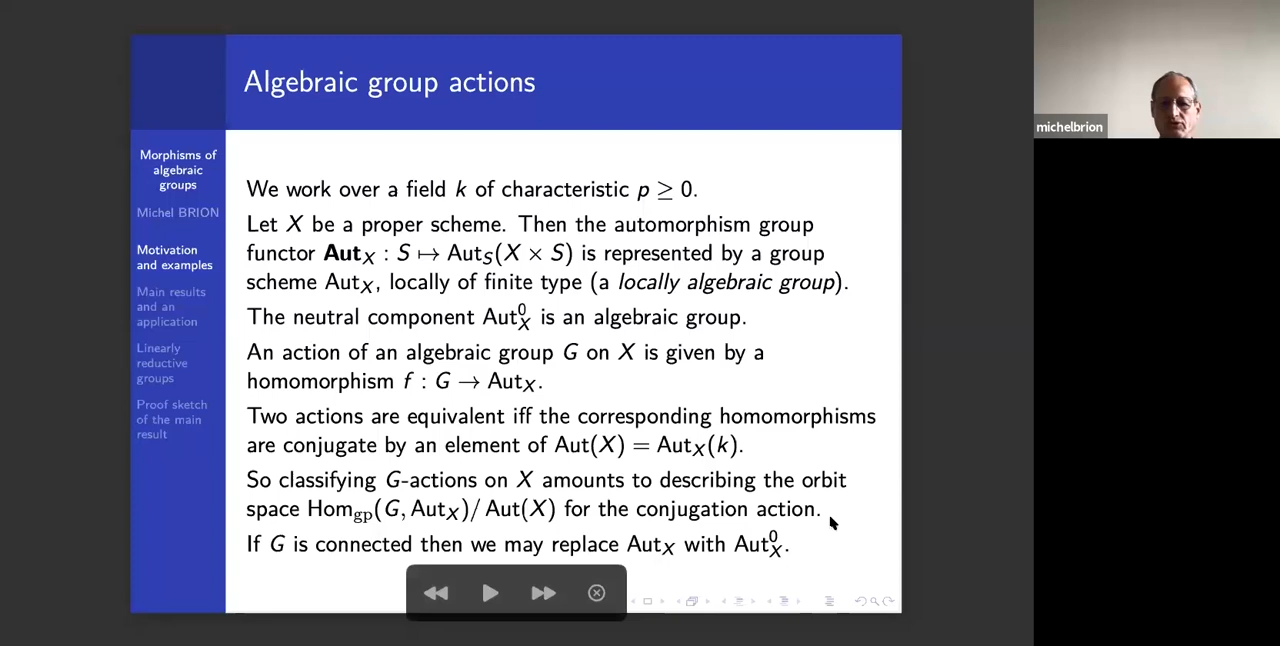 Algebraic group actions
Morphisms of
algebraic
groups
Michel BRION
Motivation
and examples
Main results
and an
application
Linearly
reductive
groups
Proof sketch
of the main
result
We work over a field k of characteristic p ≥ 0.
Let X be a proper scheme. Then the automorphism group
functor Aut_X : S ↦ Aut_S(X × S) is represented by a group
scheme Aut_X, locally of finite type (a locally algebraic group).
The neutral component Aut^0_X is an algebraic group.
An action of an algebraic group G on X is given by a
homomorphism f : G → Aut_X.
Two actions are equivalent iff the corresponding homomorphisms
are conjugate by an element of Aut(X) = Aut_X(k).
So classifying G-actions on X amounts to describing the orbit
space Hom_gp(G, Aut_X)/ Aut(X) for the conjugation action.
If G is connected then we may replace Aut_X with Aut^0_X.
michelbrion